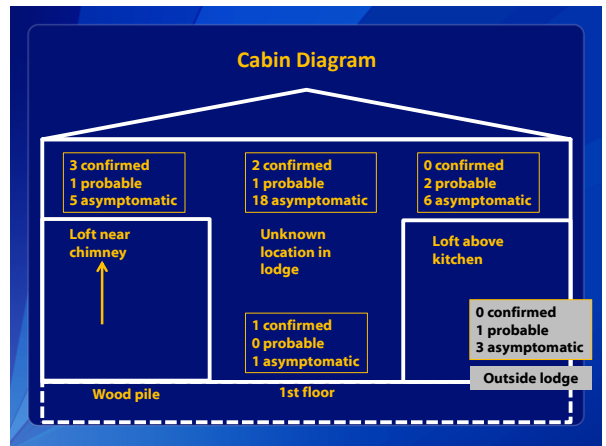 Cabin Diagram
3 confirmed
1 probable
5 asymptomatic
2 confirmed
1 probable
18 asymptomatic
0 confirmed
2 probable
6 asymptomatic
Loft near
chimney
Unknown
location in
lodge
Loft above
kitchen
1 confirmed
0 probable
1 asymptomatic
0 confirmed
1 probable
3 asymptomatic
Outside lodge
Wood pile
1st floor